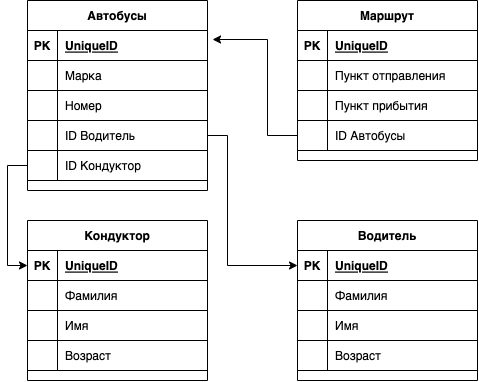 Автобусы
PK UniqueID
Марка
Номер
ID Водитель
ID Кондуктор
Маршрут
PK UniqueID
Пункт отправления
Пункт прибытия
ID Автобусы
Кондуктор
PK UniqueID
Фамилия
Имя
Возраст
Водитель
PK UniqueID
Фамилия
Имя
Возраст